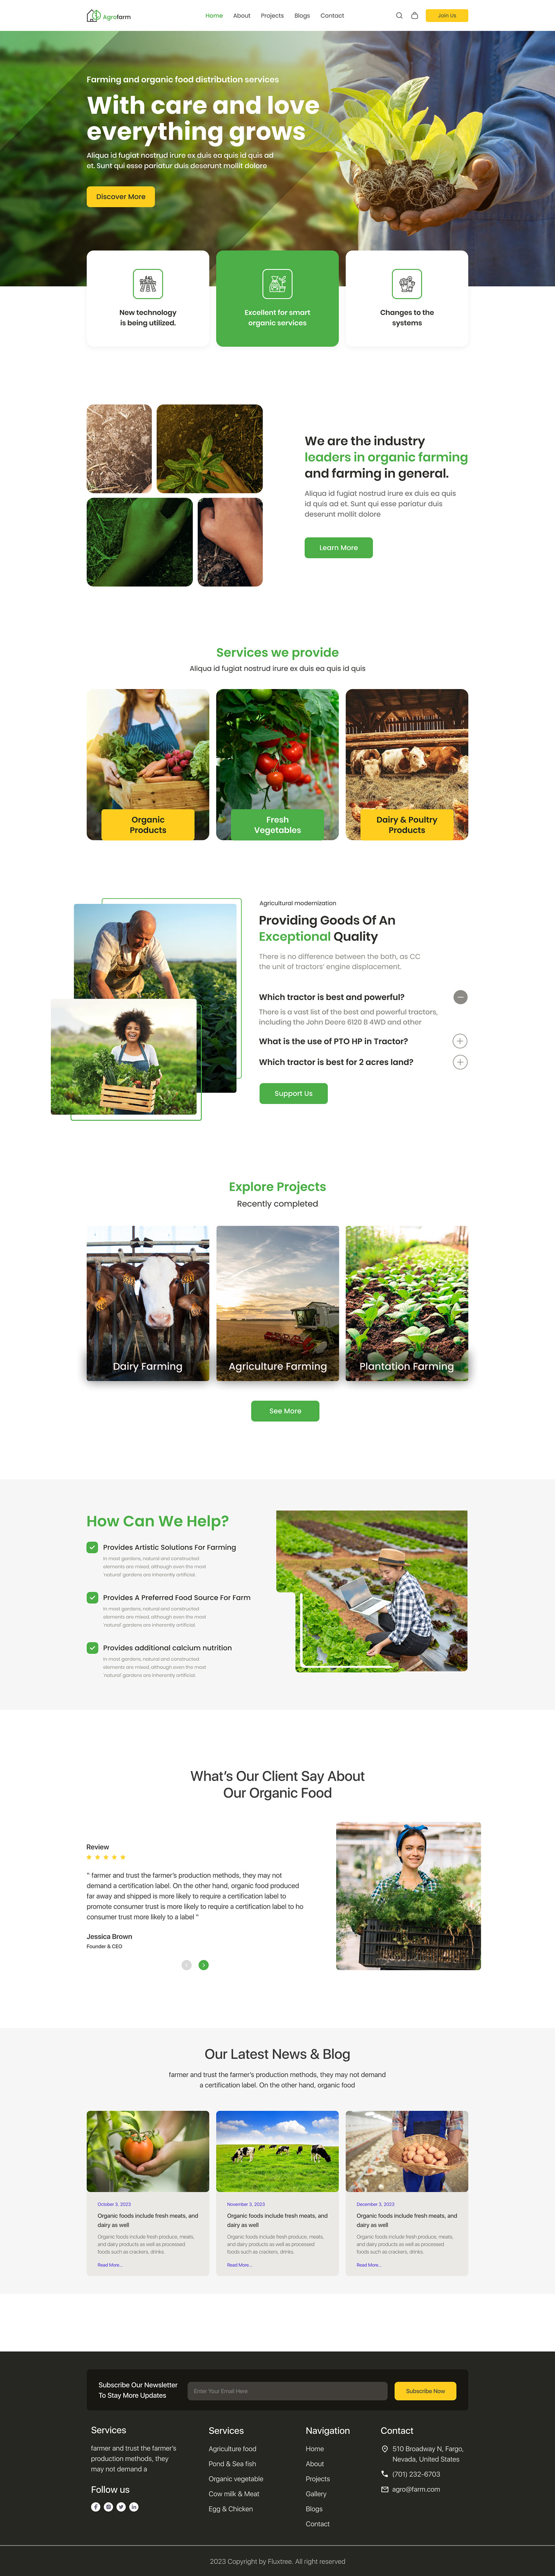 Agrofarm
Home About Projects Blogs Contact
Join Us
Farming and organic food distribution services
With care and love
everything grows
Aliqua id fugiat nostrud irure ex duis ea quis id quis ad
et. Sunt qui esse pariatur duis deserunt mollit dolore
Discover More
New technology
is being utilized.
Excellent for smart
organic services
Changes to the
systems
We are the industry
leaders in organic farming
and farming in general.
Aliqua id fugiat nostrud irure ex duis ea quis
id quis ad et. Sunt qui esse pariatur duis
deserunt mollit dolore
Learn More
Services we provide
Aliqua id fugiat nostrud irure ex duis ea quis id quis
Organic
Products
Fresh
Vegetables
Dairy & Poultry
Products
Agricultural modernization
Providing Goods Of An
Exceptional Quality
There is no difference between the both, as CC
the unit of tractors' engine displacement.
Which tractor is best and powerful?
There is a vast list of the best and powerful tractors,
including the John Deere 6120 B 4WD and other
What is the use of PTO HP in Tractor?
Which tractor is best for 2 acres land?
Support Us
Explore Projects
Recently completed
Dairy Farming
Agriculture Farming
Plantation Farming
See More
How Can We Help?
Provides Artistic Solutions For Farming
In most gardens, natural and constructed
elements are mixed, although even the most
'natural' gardens are inherently artificial.
Provides A Preferred Food Source For Farm
In most gardens, natural and constructed
elements are mixed, although even the most
'natural' gardens are inherently artificial.
Provides additional calcium nutrition
In most gardens, natural and constructed
elements are mixed, although even the most
'natural' gardens are inherently artificial.
What's Our Client Say About
Our Organic Food
Review
" farmer and trust the farmer's production methods, they may not
demand a certification label. On the other hand, organic food produced
far away and shipped is more likely to require a certification label to
promote consumer trust is more likely to require a certification label to ho
consumer trust more likely to a label "
Jessica Brown
Founder & CEO
Our Latest News & Blog
farmer and trust the farmer's production methods, they may not demand
a certification label. On the other hand, organic food
October 3, 2023
Organic foods include fresh meats, and
dairy as well
Organic foods include fresh produce, meats,
and dairy products as well as processed
foods such as crackers, drinks.
Read More...
November 3, 2023
Organic foods include fresh meats, and
dairy as well
Organic foods include fresh produce, meats,
and dairy products as well as processed
foods such as crackers, drinks.
Read More...
December 3, 2023
Organic foods include fresh meats, and
dairy as well
Organic foods include fresh produce, meats,
and dairy products as well as processed
foods such as crackers, drinks.
Read More...
Subscribe Our Newsletter
To Stay More Updates
Enter Your Email Here
Subscribe Now
Services
farmer and trust the farmer's
production methods, they
may not demand a
Follow us
Services
Agriculture food
Pond & Sea fish
Organic vegetable
Cow milk & Meat
Egg & Chicken
Navigation
Home
About
Projects
Gallery
Blogs
Contact
Contact
510 Broadway N, Fargo,
Nevada, United States
(701) 232-6703
agro@farm.com
2023 Copyright by Fluxtree. All right reserved